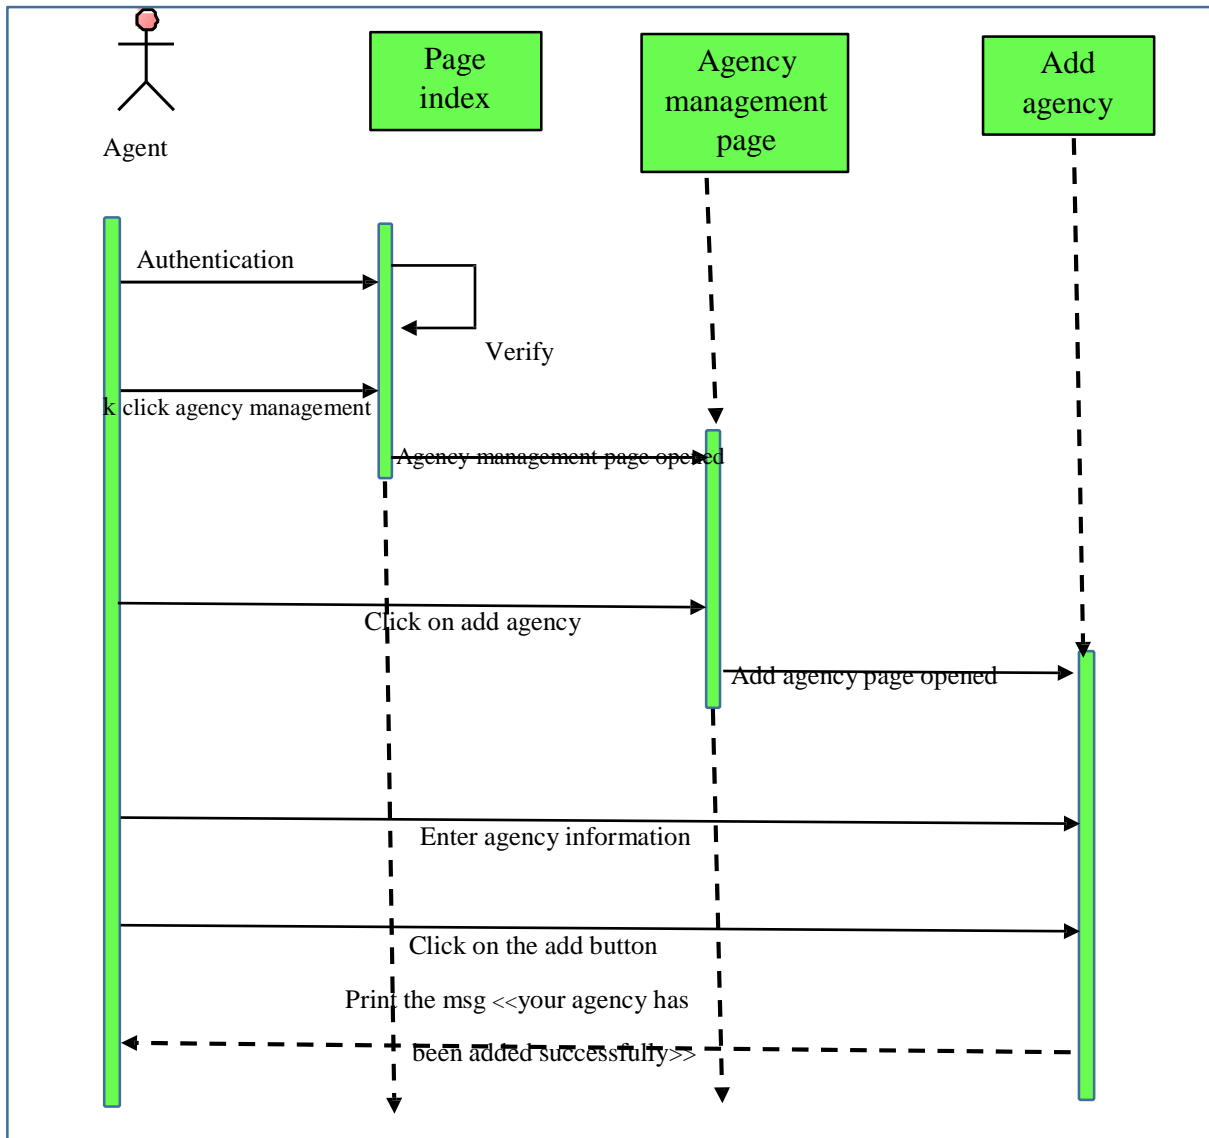 Page
index
Agency
management
page
Add
agency
Agent
Authentication
Verify
k click agency management
Agency management page opened
Click on add agency
Add agency page opened
Enter agency information
Click on the add button
Print the msg <<your agency has
been added successfully>>